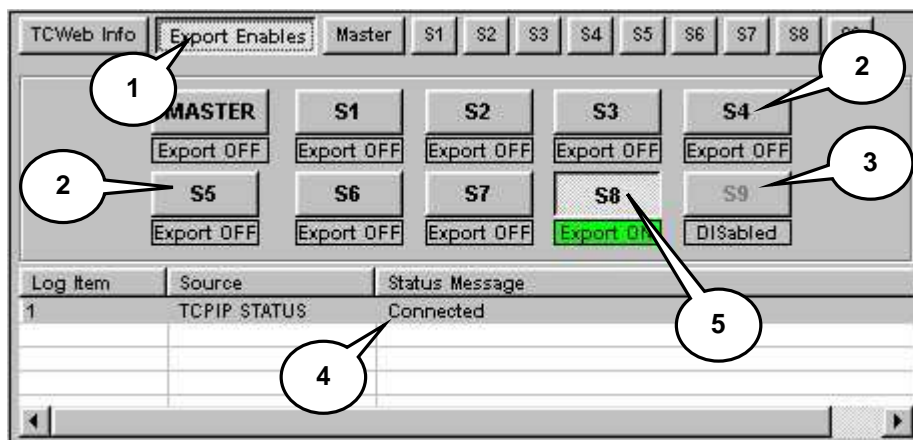 TCWeb Info Export Enables Master S1 S2 S3 S4 S5 S6 S7 S8
1
2
MASTER S1 S2 S3 S4
Export OFF Export OFF Export OFF Export OFF Export OFF
2
3
S5 S6 S7 S8 S9
Export OFF Export OFF Export OFF Export ON DISabled
Log Item Source Status Message
1 TCPIP STATUS Connected
5
4